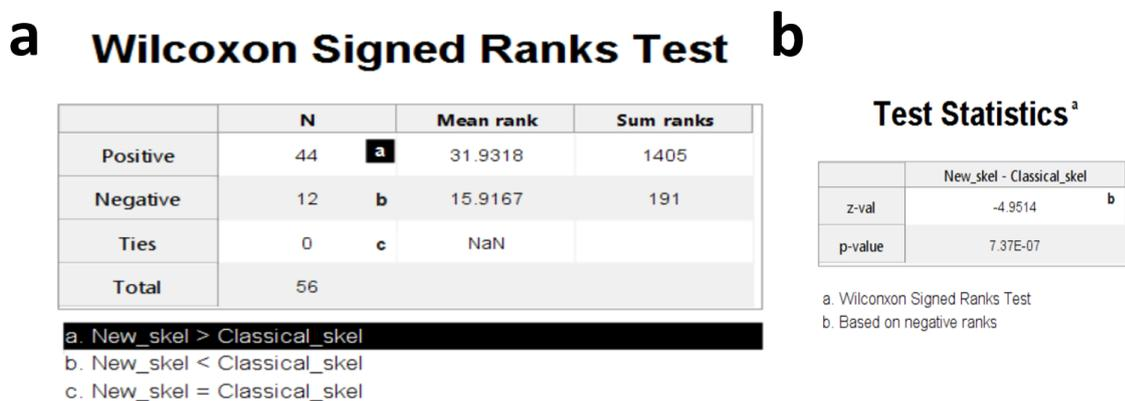 a
Wilcoxon Signed Ranks Test
N Mean rank Sum ranks
Positive 44 a 31.9318 1405
Negative 12 b 15.9167 191
Ties 0 c NaN
Total 56
a. New_skel > Classical_skel
b. New_skel < Classical_skel
c. New_skel = Classical_skel
b
Test Statistics a
New_skel - Classical_skel
z-val -4.9514 b
p-value 7.37E-07
a. Wilconxon Signed Ranks Test
b. Based on negative ranks